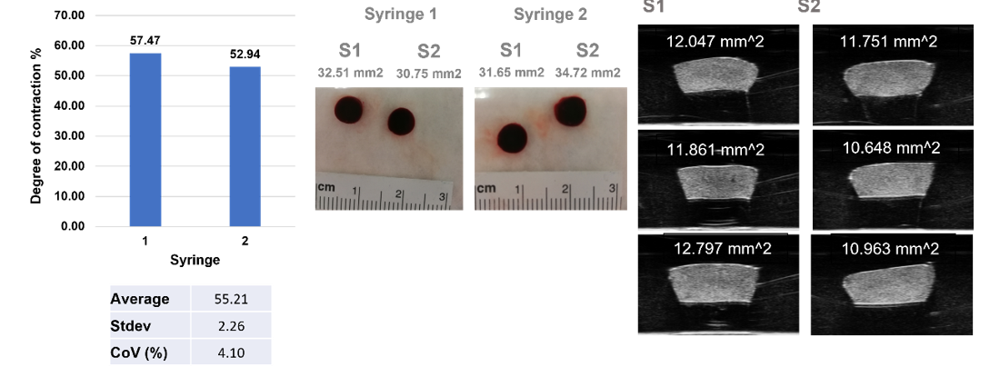 70.00
60.00
50.00
40.00
30.00
20.00
10.00
0.00
Degree of contraction %
57.47
52.94
1 2
Syringe
Average 55.21
Stdev 2.26
CoV (%) 4.10
Syringe 1
S1 S2
32.51 mm2 30.75 mm2
cm 1 2 3
Syringe 2
S1 S2
31.65 mm2 34.72 mm2
cm 1 2 3
S1 S2
12.047 mm^2 11.751 mm^2
11.861-mm^2 10.648 mm^2
12.797 mm^2 10.963 mm^2